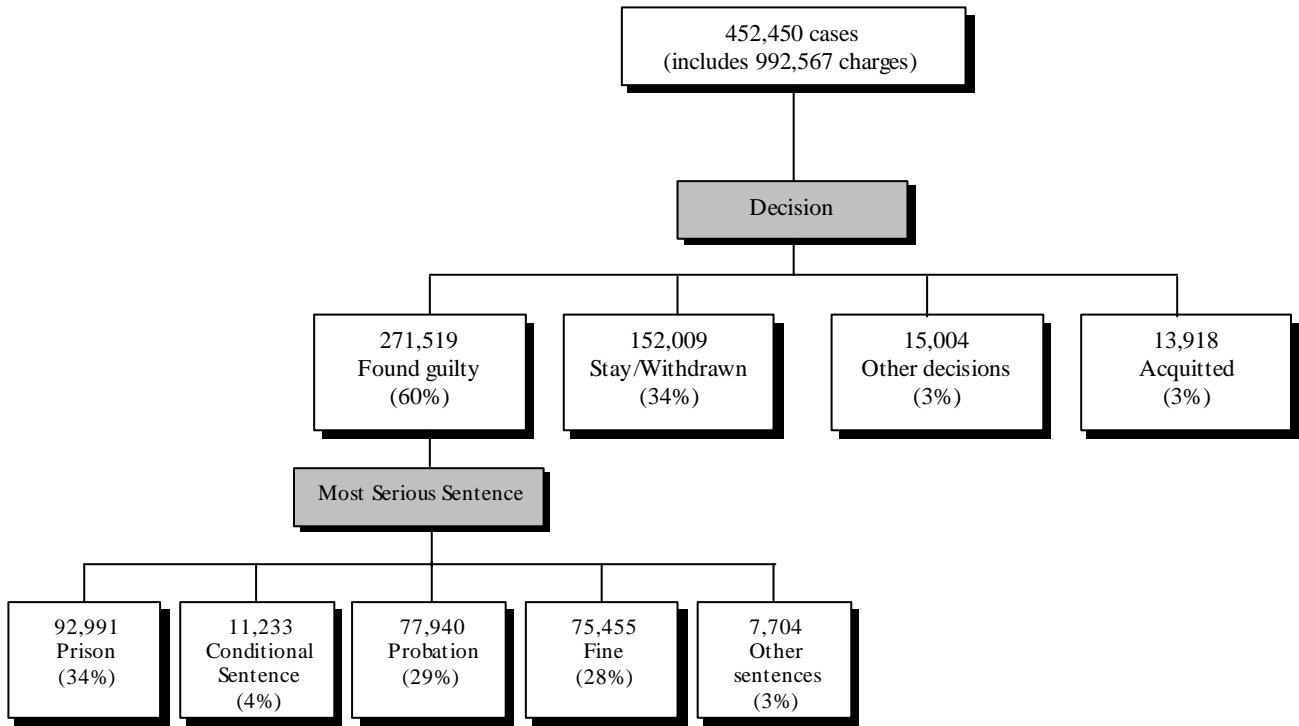 452,450 cases
(includes 992,567 charges)
Decision
271,519
Found guilty
(60%)
152,009
Stay/Withdrawn
(34%)
15,004
Other decisions
(3%)
13,918
Acquitted
(3%)
Most Serious Sentence
92,991
Prison
(34%)
11,233
Conditional
Sentence
(4%)
77,940
Probation
(29%)
75,455
Fine
(28%)
7,704
Other
sentences
(3%)